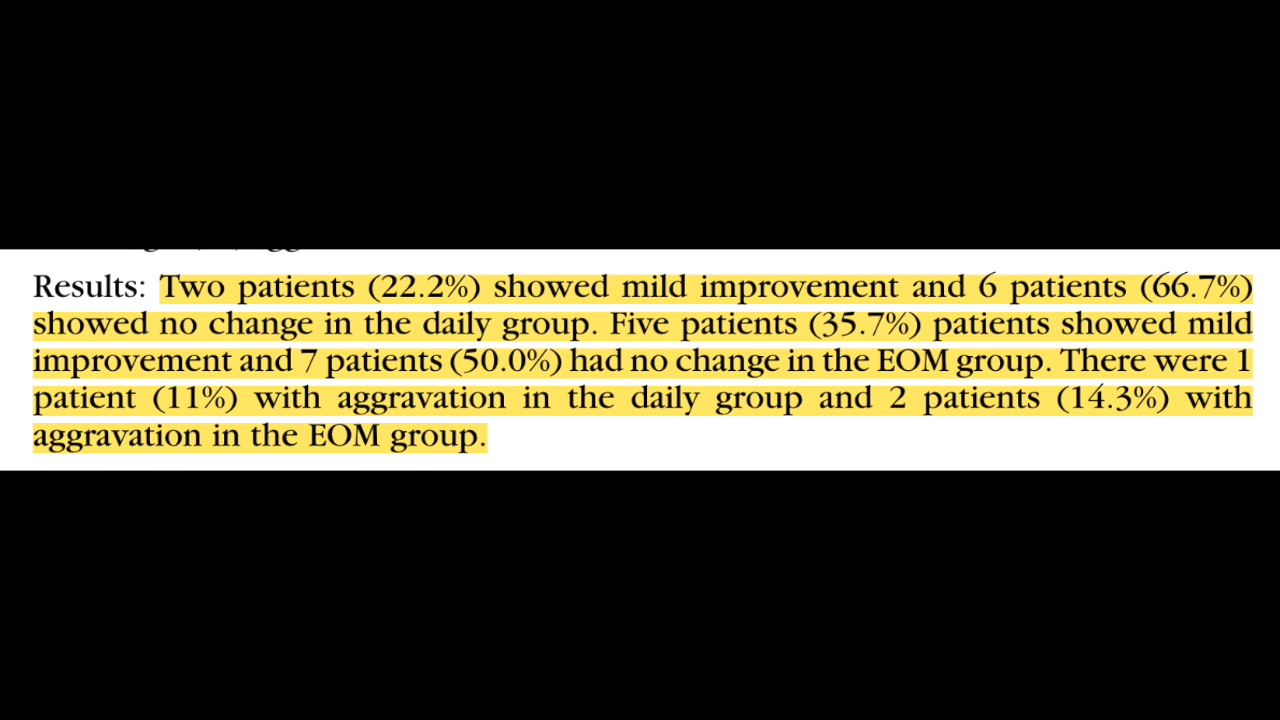 Results: Two patients (22.2%) showed mild improvement and 6 patients (66.7%)
showed no change in the daily group. Five patients (35.7%) patients showed mild
improvement and 7 patients (50.0%) had no change in the EOM group. There were 1
patient (11%) with aggravation in the daily group and 2 patients (14.3%) with
aggravation in the EOM group.